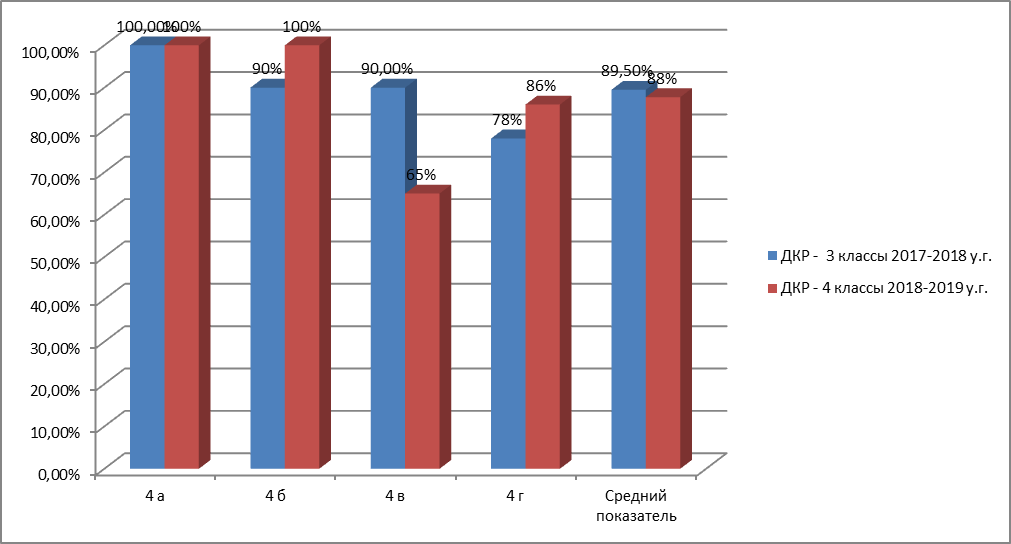 100,00%
100%
90%
100%
90,00%
65%
78%
86%
89,50%
88%
100,00%
90,00%
80,00%
70,00%
60,00%
50,00%
40,00%
30,00%
20,00%
10,00%
0,00%
4 а
4 б
4 в
4 г
Средний
показатель
ДКР - 3 классы 2017-2018 у.г.
ДКР - 4 классы 2018-2019 у.г.